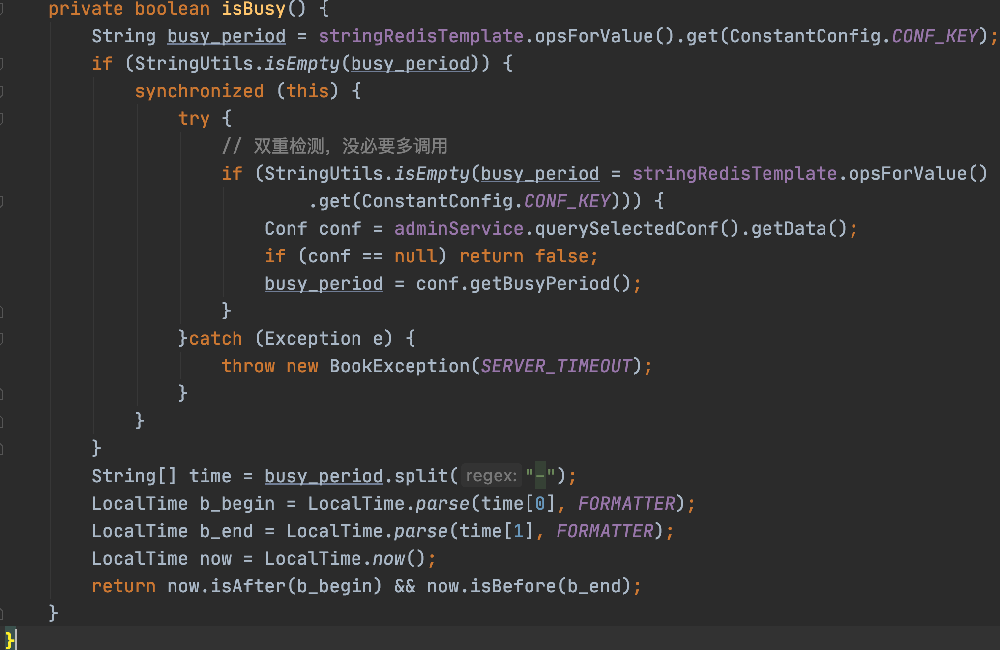 private boolean isBusy() {
String busy_period = stringRedisTemplate.opsForValue().get(ConstantConfig.CONF_KEY);
if (StringUtils.isEmpty(busy_period)) {
synchronized (this) {
try {
// 双重检测，没必要多调用
if (StringUtils.isEmpty(busy_period = stringRedisTemplate.opsForValue()
.get(ConstantConfig.CONF_KEY))) {
Conf conf = adminService.querySelectedConf().getData();
if (conf == null) return false;
busy_period = conf.getBusyPeriod();
}
}catch (Exception e) {
throw new BookException(SERVER_TIMEOUT);
}
}
}
String[] time = busy_period.split( regex: "-");
LocalTime b_begin = LocalTime.parse(time[0], FORMATTER);
LocalTime b_end = LocalTime.parse(time[1], FORMATTER);
LocalTime now = LocalTime.now();
return now.isAfter(b_begin) && now.isBefore(b_end);
}
}